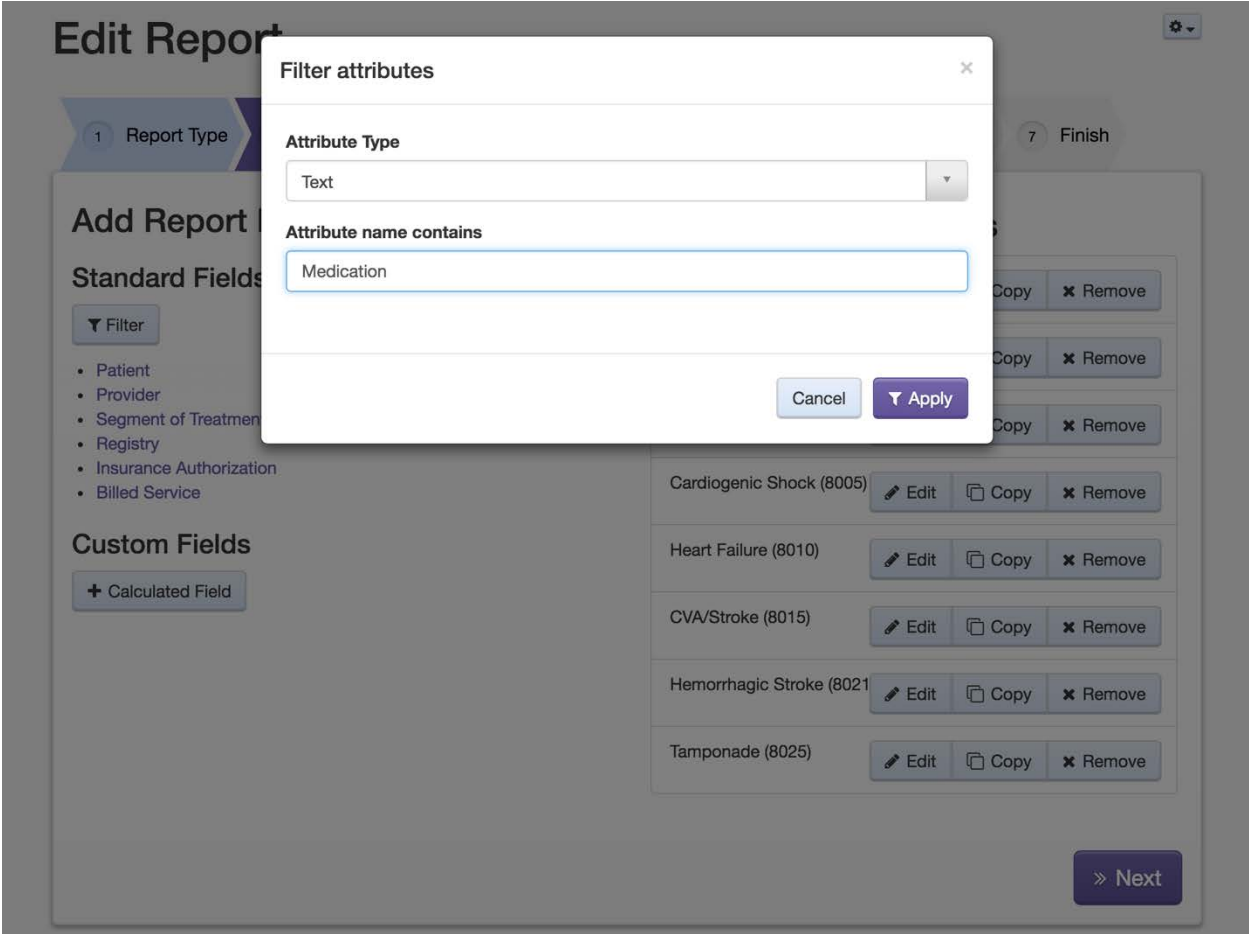 Edit Repor
Filter attributes
×
1 Report Type
7 Finish
Attribute Type
Text
Add Report
Attribute name contains
Standard Fields
Medication
Copy Remove
Filter
Patient
Copy Remove
Provider
Cancel Apply
Segment of Treatmen
Copy Remove
Registry
Insurance Authorization
Cardiogenic Shock (8005) Edit Copy Remove
Billed Service
Custom Fields
Heart Failure (8010) Edit Copy Remove
Calculated Field
CVA/Stroke (8015) Edit Copy Remove
Hemorrhagic Stroke (8021 Edit Copy Remove
Tamponade (8025) Edit Copy Remove
» Next